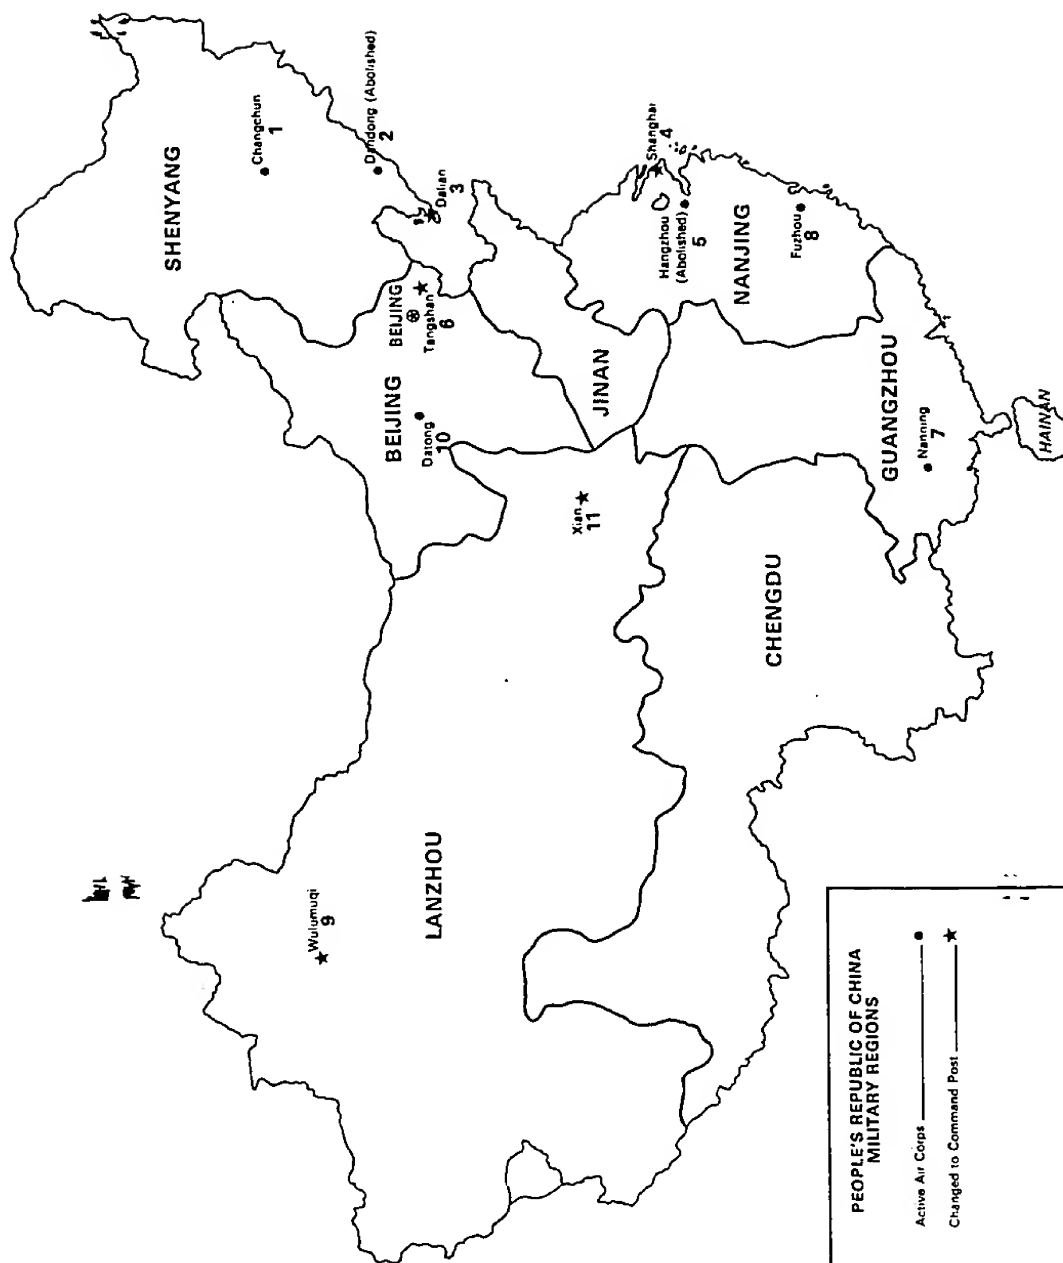 SHENYANG
Changchun
1
Dandong (Abolished)
2
Dalian
3
BEIJING
Tangshan
6
BEIJING
Datong
10
JINAN
Shanghai
4
Hangzhou
(Abolished)
5
NANJING
Fuzhou
8
GUANGZHOU
Nanning
7
HAINAN
Xian
11
CHENGDU
LANZHOU
Wulumuqi
9
PEOPLE'S REPUBLIC OF CHINA
MILITARY REGIONS
Active Air Corps
Changed to Command Post